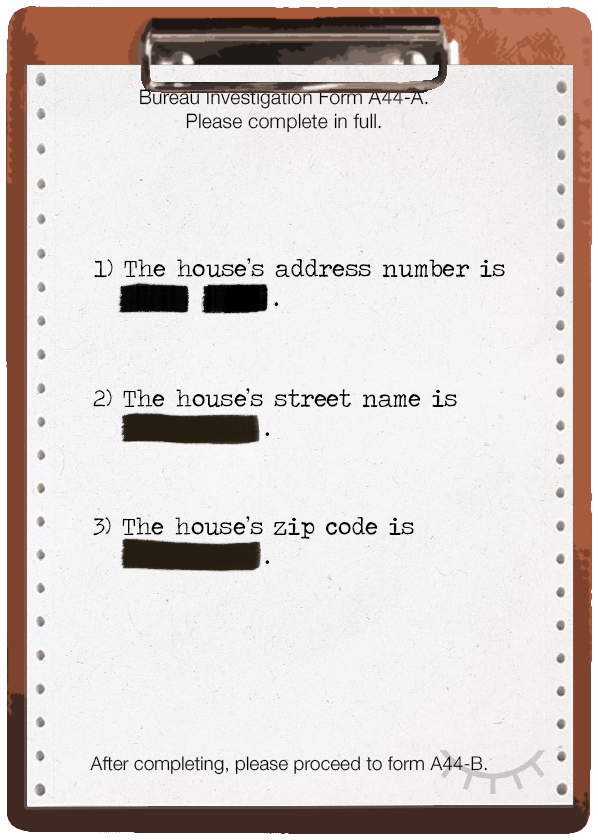 Bureau Investigation Form A44-A.
Please complete in full.
1) The house's address number is
.
2) The house's street name is
.
3) The house's zip code is
.
After completing, please proceed to form A44-B.